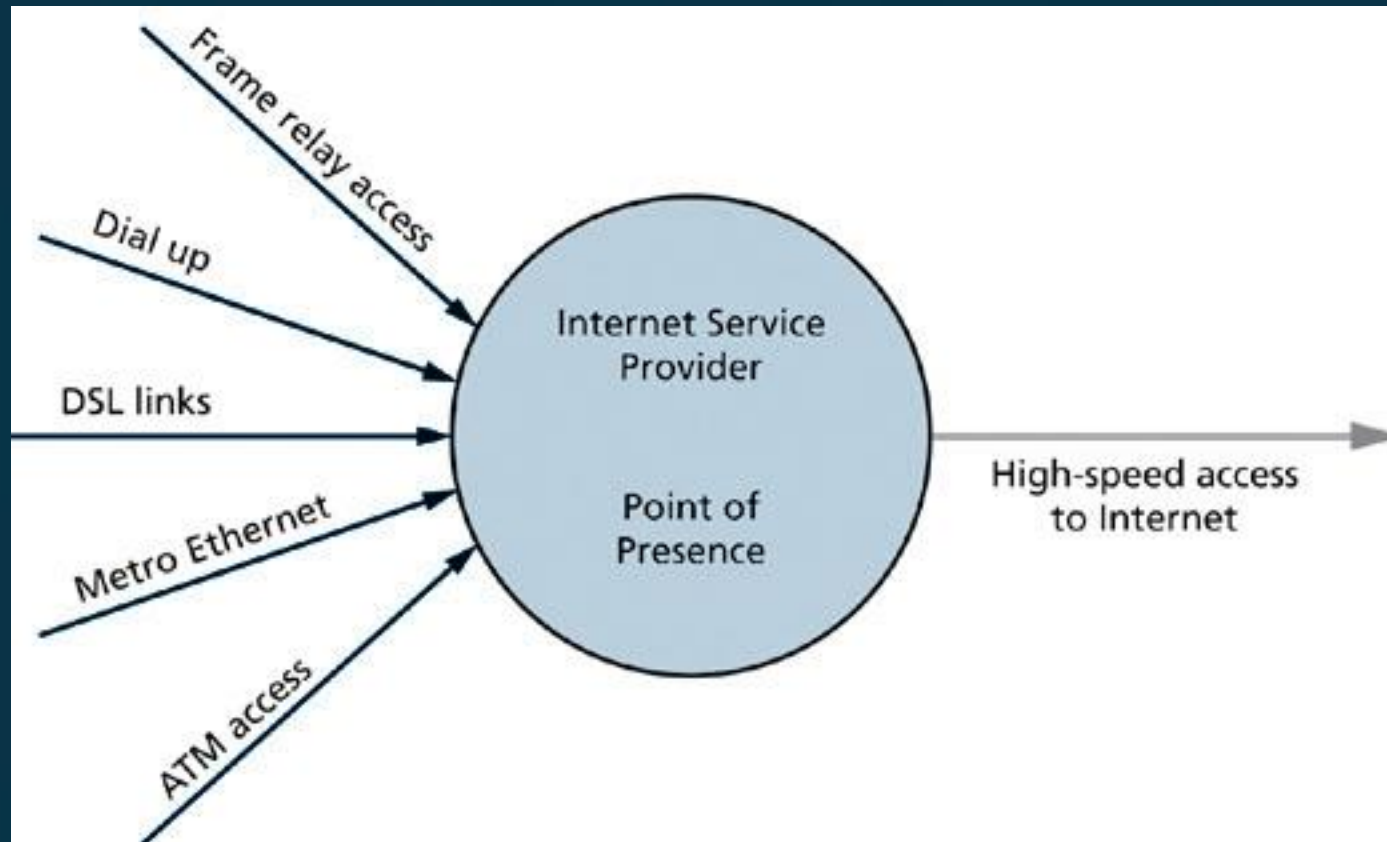 Frame relay access
Dial up
DSL links
Metro Ethernet
ATM access
Internet Service
Provider
Point of
Presence
High-speed access
to Internet